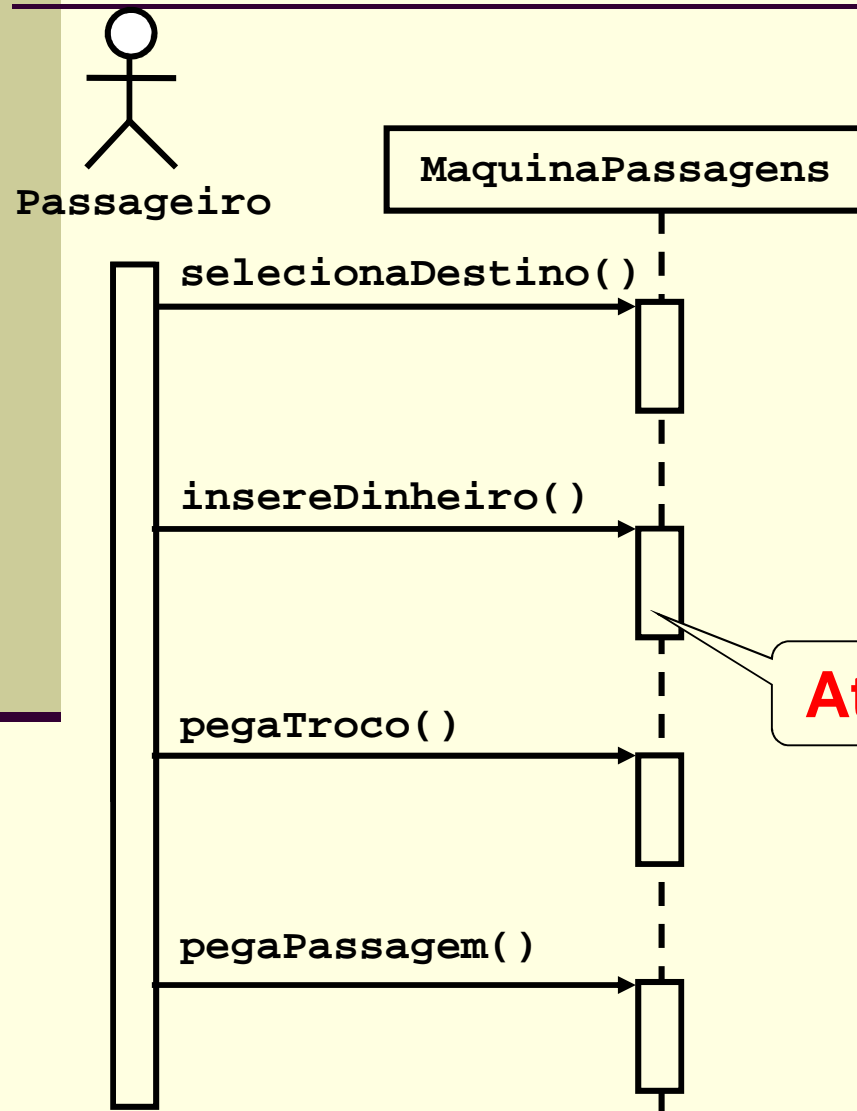 MaquinaPassagens
Passageiro
selecionaDestino()
insereDinheiro()
pegaTroco()
pegaPassagem()